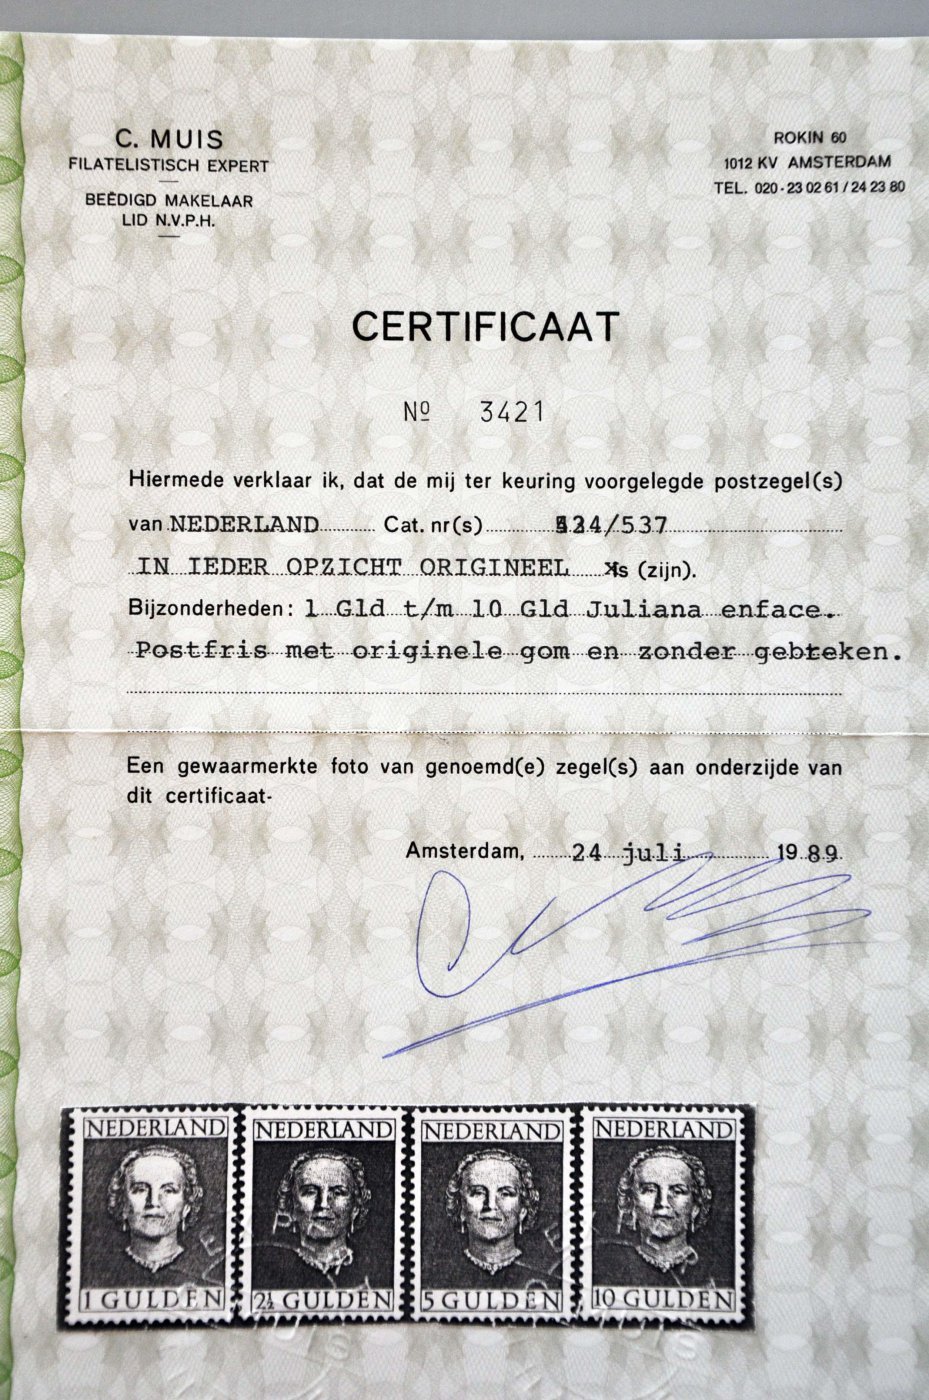 C. MUIS
FILATELISTISCH EXPERT
BEËDIGD MAKELAAR
LID N.V.P.H.
ROKIN 60
1012 KV AMSTERDAM
TEL. 020-23 02 61 / 24 23 80
CERTIFICAAT
Nº 3421
Hiermede verklaar ik, dat de mij ter keuring voorgelegde postzegel(s)
van NEDERLAND Cat. nr(s) 534/537
IN IEDER OPZICHT ORIGINEEL is (zijn).
Bijzonderheden: 1 Gld t/m 10 Gld Juliana enface.
Postfris met originele gom en zonder gebreken.
Een gewaarmerkte foto van genoemd(e) zegel(s) aan onderzijde van
dit certificaat-
Amsterdam, 24 juli 1989
NEDERLAND NEDERLAND NEDERLAND NEDERLAND
1 GULDEN 2½ GULDEN 5 GULDEN 10 GULDEN